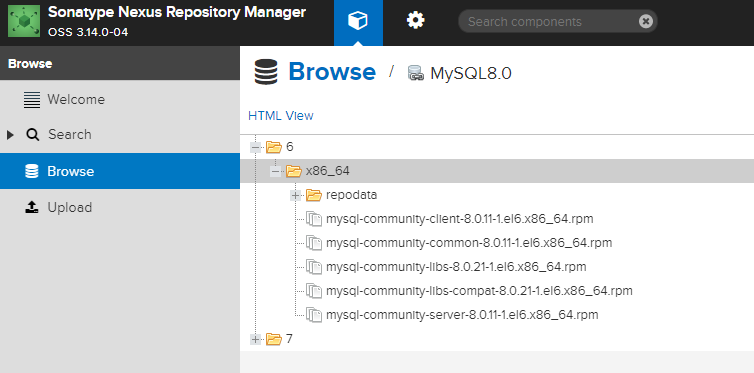 Sonatype Nexus Repository Manager
OSS 3.14.0-04
Search components
Browse
Welcome
Search
Browse
Upload
Browse / MySQL8.0
HTML View
6
x86_64
repodata
mysql-community-client-8.0.11-1.el6.x86_64.rpm
mysql-community-common-8.0.11-1.el6.x86_64.rpm
mysql-community-libs-8.0.21-1.el6.x86_64.rpm
mysql-community-libs-compat-8.0.21-1.el6.x86_64.rpm
mysql-community-server-8.0.11-1.el6.x86_64.rpm
7